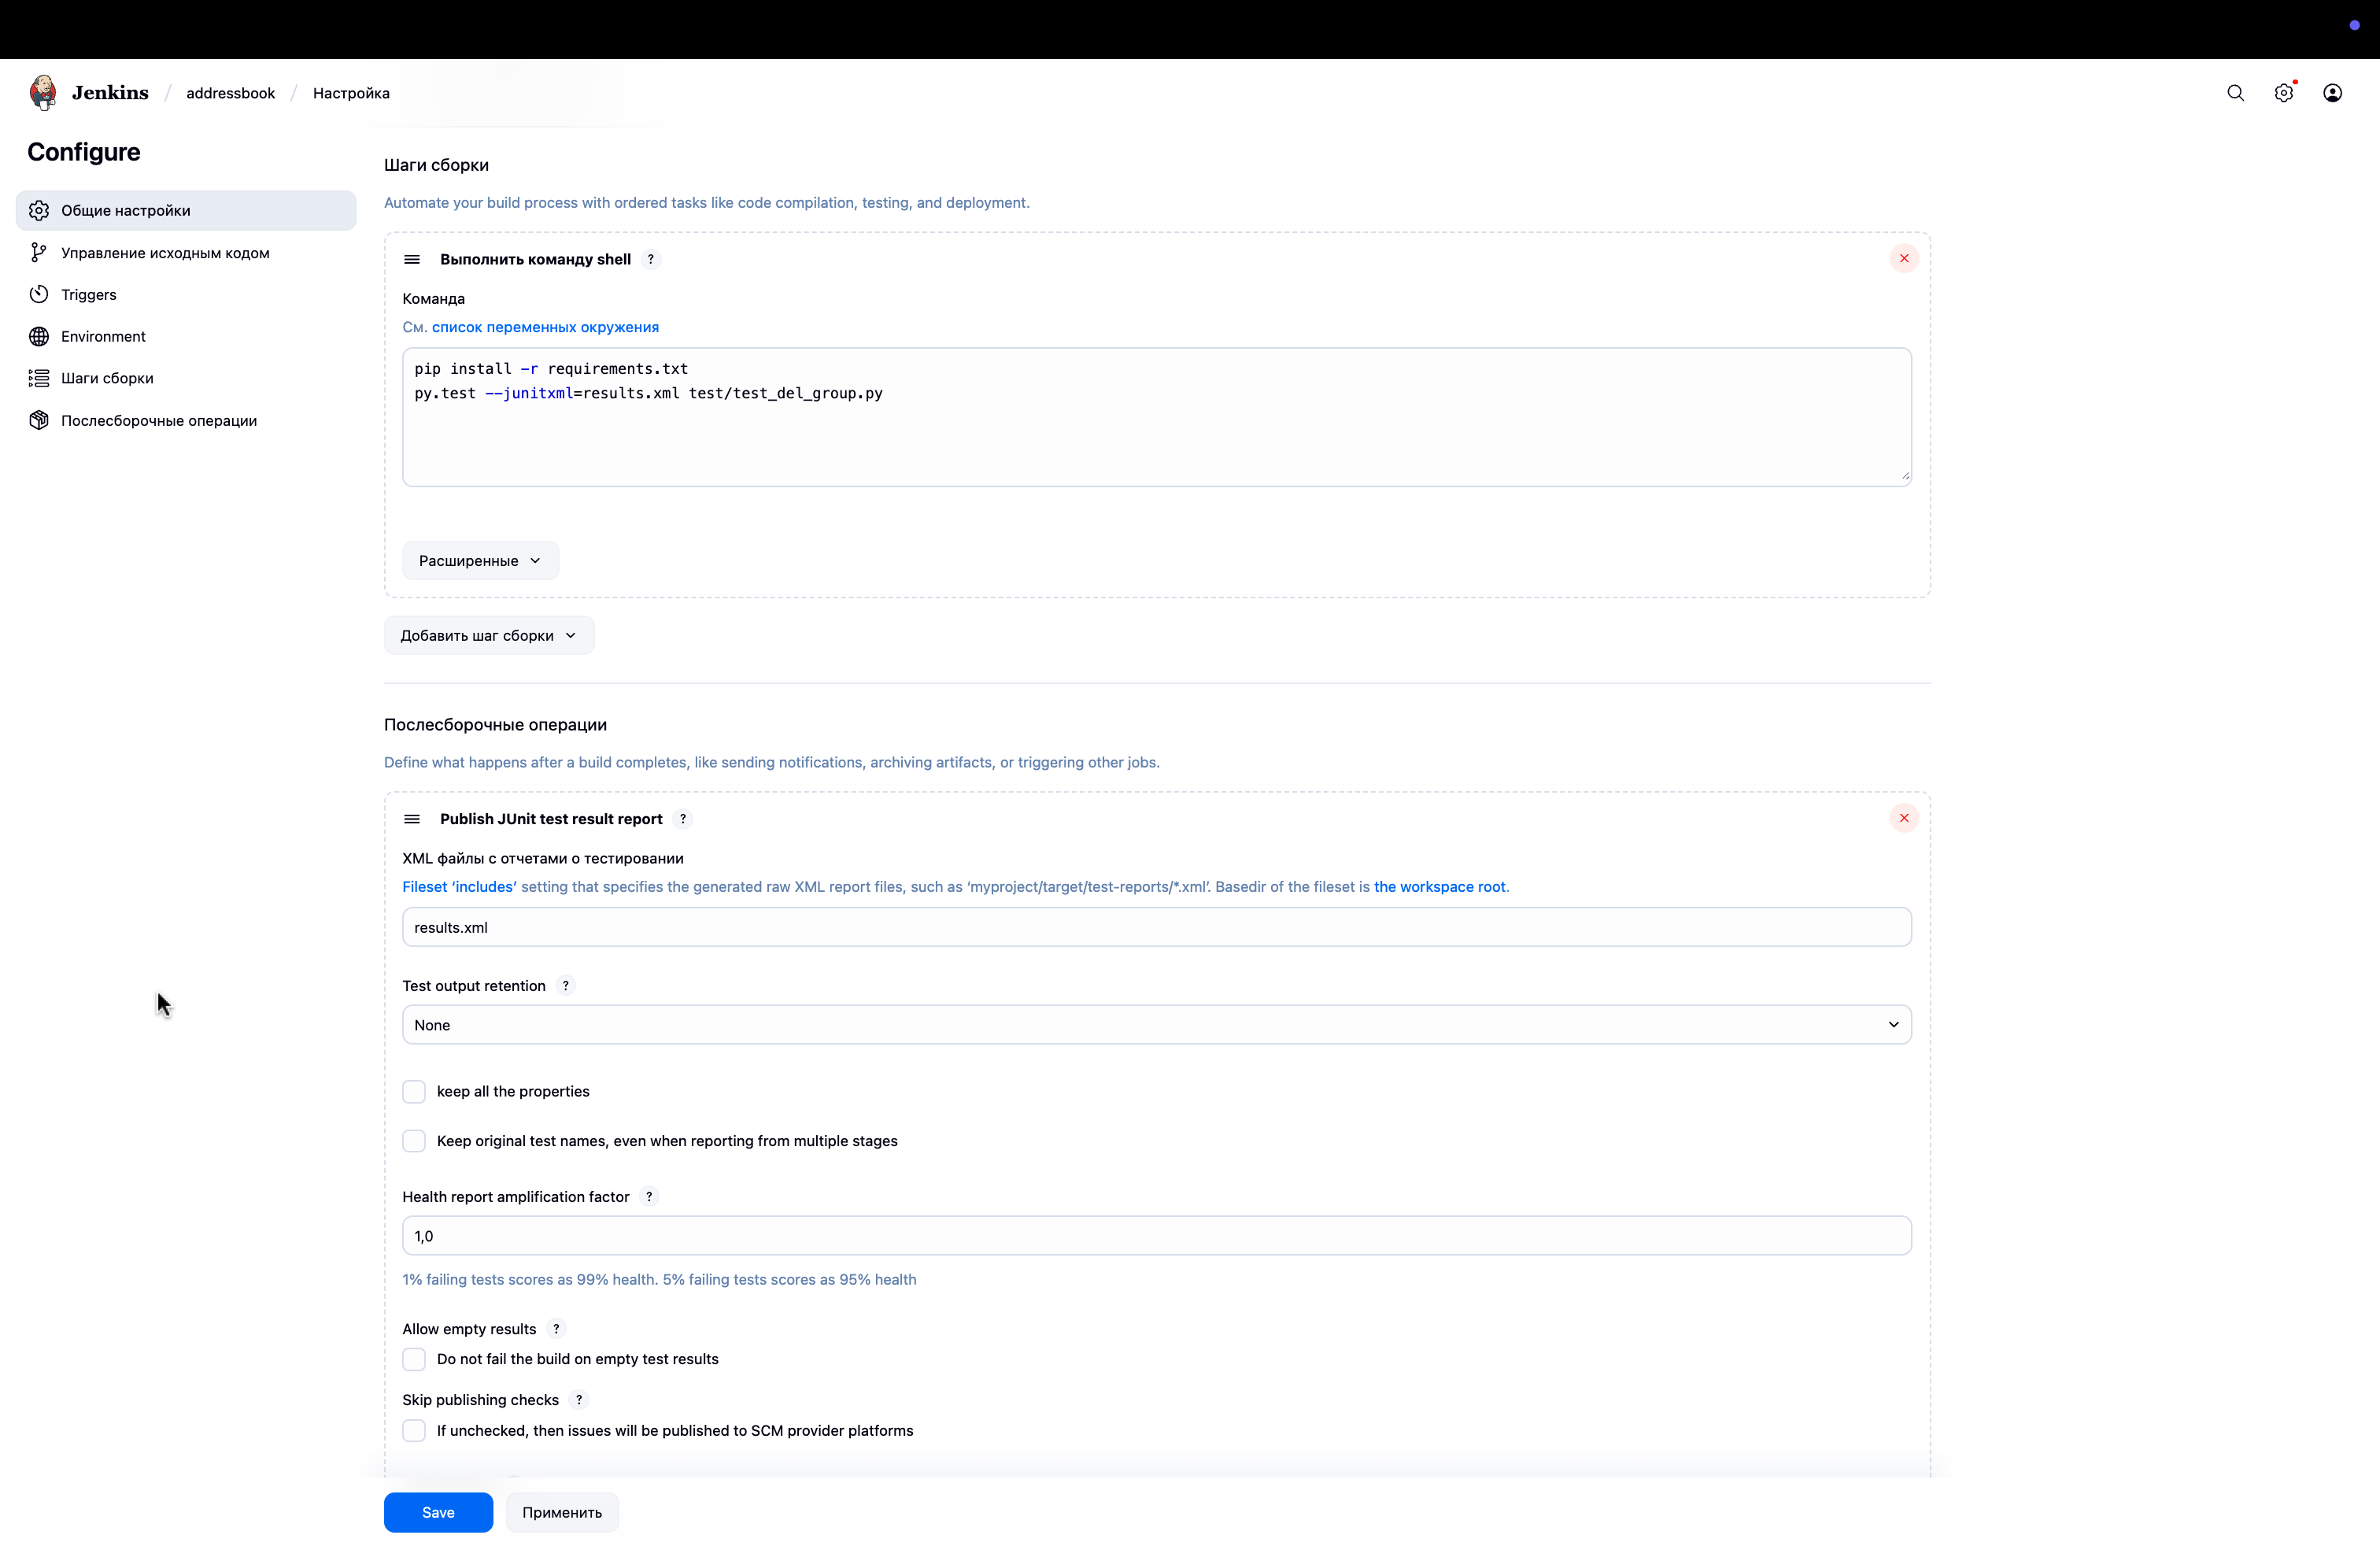 Jenkins / addressbook / Настройка
Configure
Общие настройки
Управление исходным кодом
Triggers
Environment
Шаги сборки
Послесборочные операции
Шаги сборки
Automate your build process with ordered tasks like code compilation, testing, and deployment.
Выполнить команду shell ?
Команда
См. список переменных окружения
pip install -r requirements.txt
py.test --junitxml=results.xml test/test_del_group.py
Расширенные
Добавить шаг сборки
Послесборочные операции
Define what happens after a build completes, like sending notifications, archiving artifacts, or triggering other jobs.
Publish JUnit test result report ?
XML файлы с отчетами о тестировании
Fileset ‘includes’ setting that specifies the generated raw XML report files, such as ‘myproject/target/test-reports/*.xml’. Basedir of the fileset is the workspace root.
results.xml
Test output retention ?
None
keep all the properties
Keep original test names, even when reporting from multiple stages
Health report amplification factor ?
1,0
1% failing tests scores as 99% health. 5% failing tests scores as 95% health
Allow empty results ?
Do not fail the build on empty test results
Skip publishing checks ?
If unchecked, then issues will be published to SCM provider platforms
Save
Применить